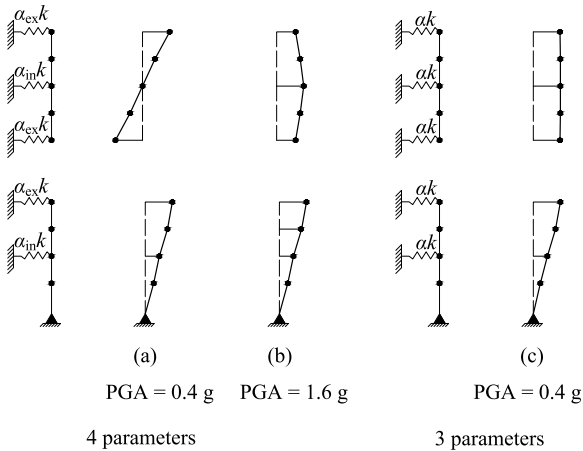 α_ex k
αk
α_in k
αk
α_ex k
αk
α_ex k
αk
α_in k
αk
(a)
(b)
(c)
PGA = 0.4 g
PGA = 1.6 g
PGA = 0.4 g
4 parameters
3 parameters